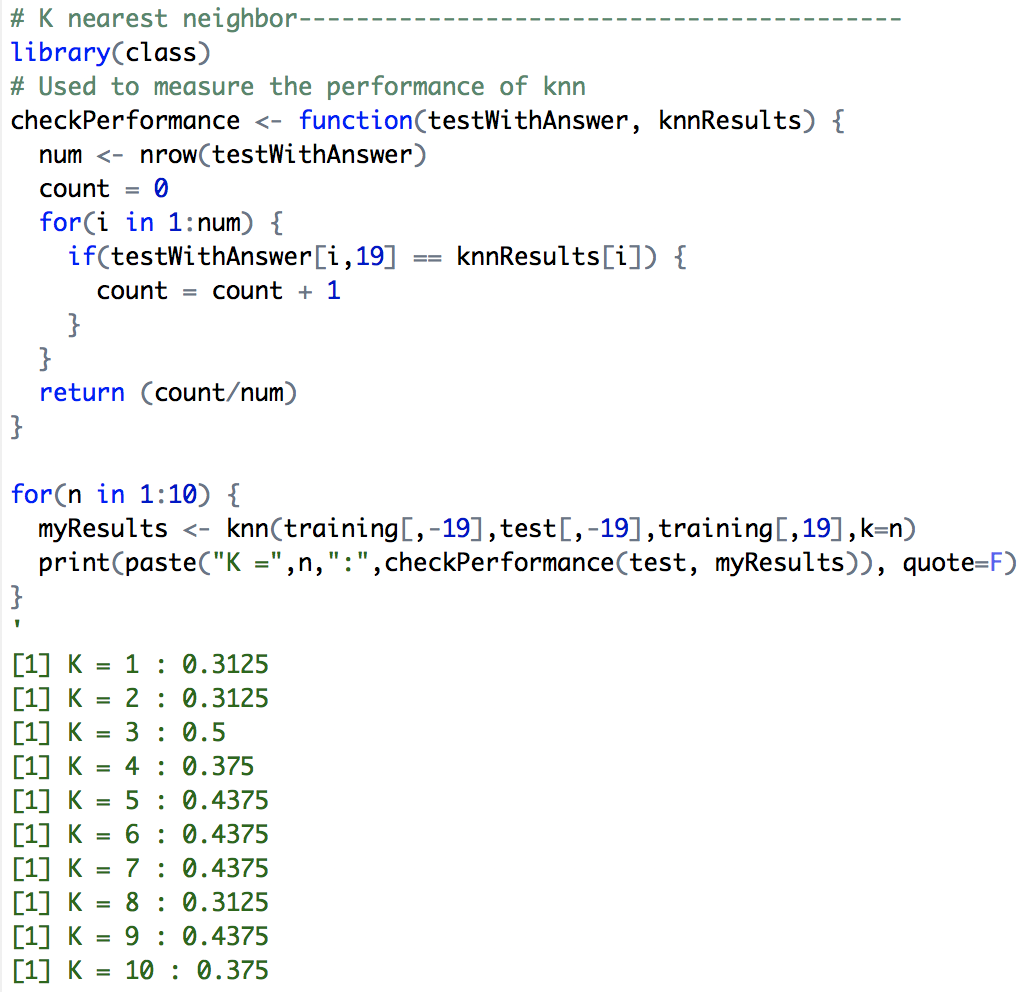 # K nearest neighbor------------------------------------------
library(class)
# Used to measure the performance of knn
checkPerformance <- function(testWithAnswer, knnResults) {
  num <- nrow(testWithAnswer)
  count = 0
  for(i in 1:num) {
    if(testWithAnswer[i,19] == knnResults[i]) {
      count = count + 1
    }
  }
  return (count/num)
}

for(n in 1:10) {
  myResults <- knn(training[,-19],test[,-19],training[,19],k=n)
  print(paste("K =",n,":",checkPerformance(test, myResults)), quote=F)
}
'
[1] K = 1 : 0.3125
[1] K = 2 : 0.3125
[1] K = 3 : 0.5
[1] K = 4 : 0.375
[1] K = 5 : 0.4375
[1] K = 6 : 0.4375
[1] K = 7 : 0.4375
[1] K = 8 : 0.3125
[1] K = 9 : 0.4375
[1] K = 10 : 0.375